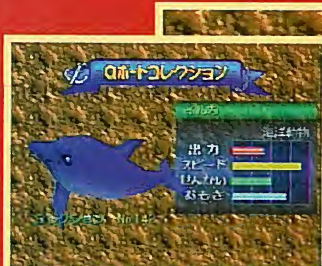 Qボートコレクション
イルカ
海洋動物
出力
スピード
せんかい
おもさ
コレクション No.14